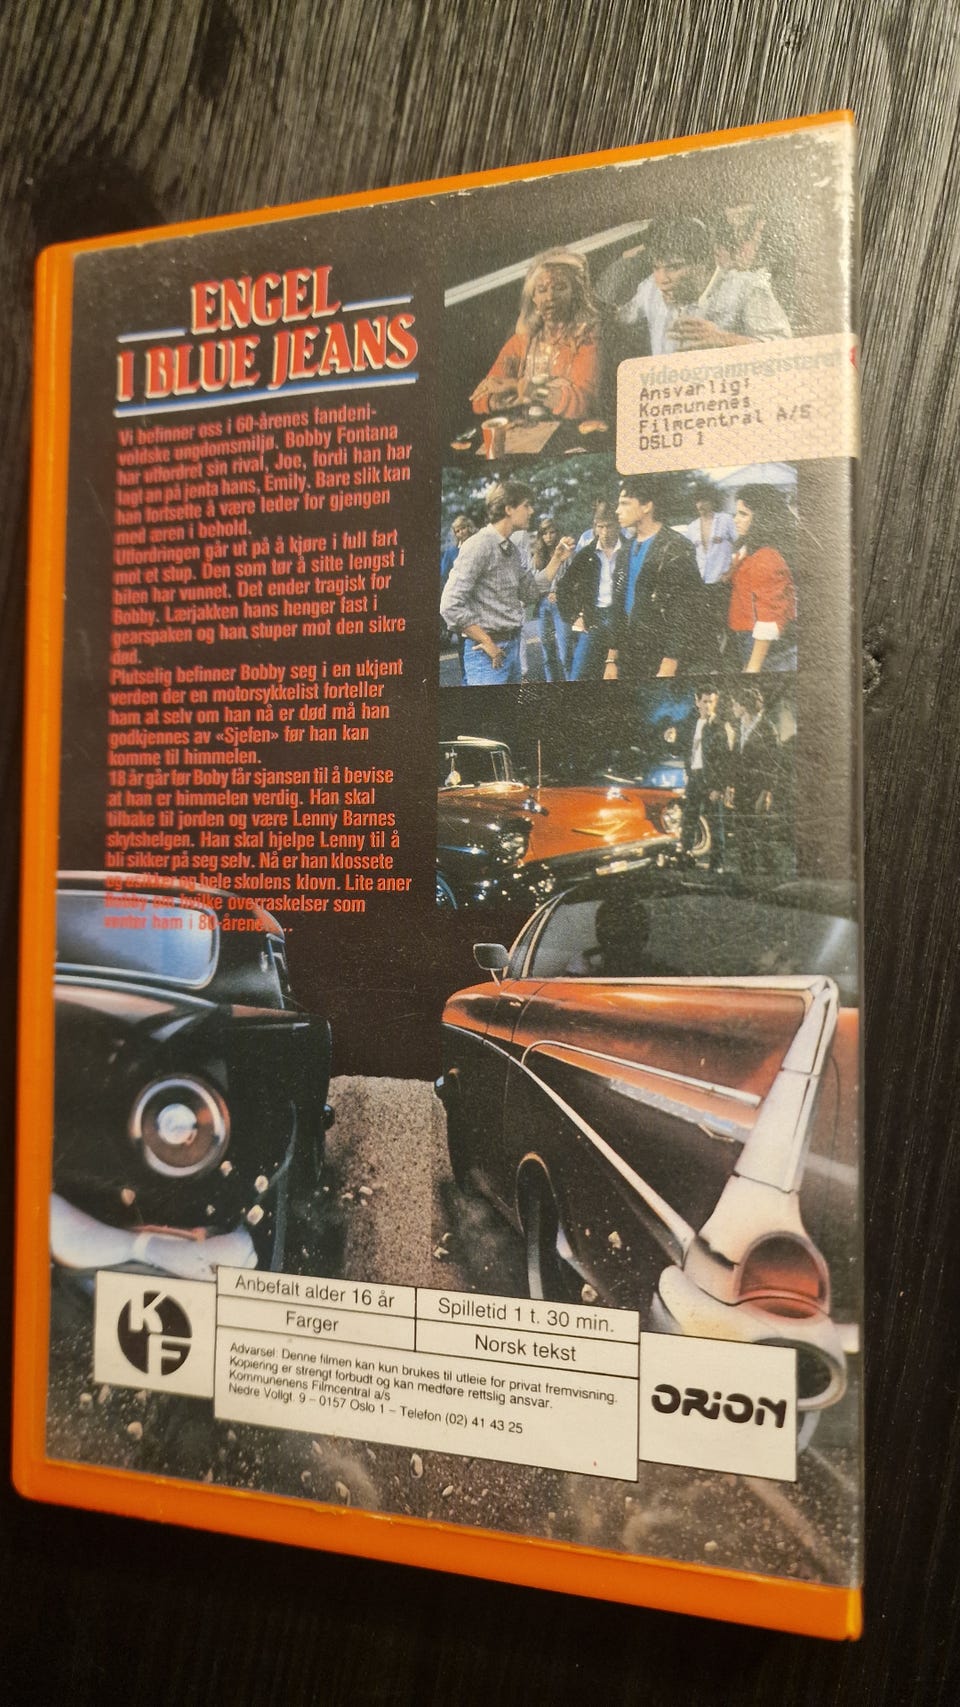 ENGEL
I BLUE JEANS
Vi befinner oss i 60-årenes fandeni-
voldske ungdomsmiljø. Bobby Fontana
har utfordret sin rival, Joe, fordi han har
lagt an på jenta hans, Emily. Bare slik kan
han fortsette å være leder for gjengen
med æren i behold.
Utfordringen går ut på å kjøre i full fart
mot et stup. Den som tør å sitte lengst i
bilen har vunnet. Det ender tragisk for
Bobby. Lærjakken hans henger fast i
gearspaken og han stuper mot den sikre
død.
Plutselig befinner Bobby seg i en ukjent
verden der en motorsykkelist forteller
ham at selv om han nå er død må han
godkjennes av «Sjefen» før han kan
komme til himmelen.
18 år går før Boby får sjansen til å bevise
at han er himmelen verdig. Han skal
tilbake til jorden og være Lenny Barnes
skytshelgen. Han skal hjelpe Lenny til å
bli sikker på seg selv. Nå er han klossete
og usikker og hele skolens klovn. Lite aner
Bobby om hvilke overraskelser som
venter ham i 80-årene...
videogramregisteret
Ansvarlig:
Kommunenes
Filmcentral A/S
OSLO 1
KF
Anbefalt alder 16 år
Spilletid 1 t. 30 min.
Farger
Norsk tekst
Advarsel: Denne filmen kan kun brukes til utleie for privat fremvisning.
Kopiering er strengt forbudt og kan medføre rettslig ansvar.
Kommunenens Filmcentral a/s
Nedre Vollgt. 9 – 0157 Oslo 1 – Telefon (02) 41 43 25
ORION